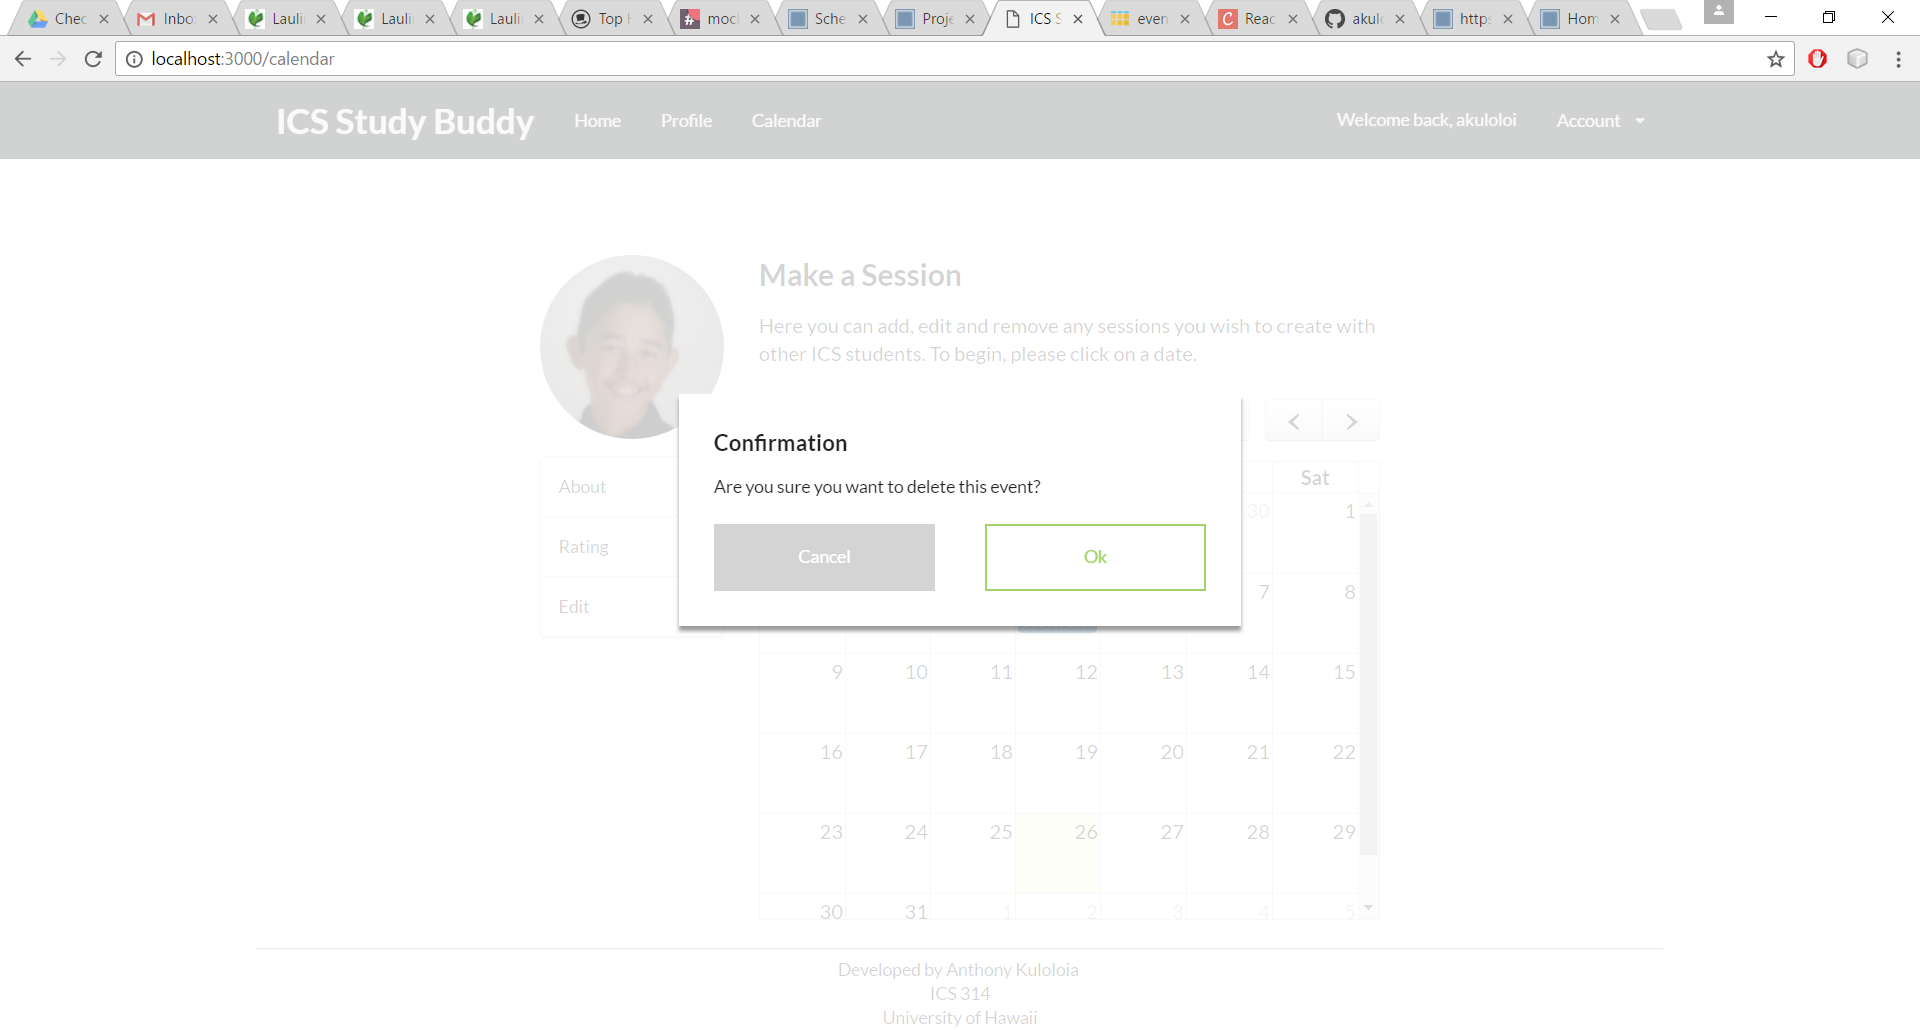 Chec
Inbo
Laulii
Laulii
Laulii
Top
moc
Sche
Proje
ICS S
even
Reac
akulo
http
Hom
localhost:3000/calendar
ICS Study Buddy
Home
Profile
Calendar
Welcome back, akuloloi
Account
Make a Session
Here you can add, edit and remove any sessions you wish to create with
other ICS students. To begin, please click on a date.
About
Rating
Edit
Confirmation
Are you sure you want to delete this event?
Cancel
Ok
Sat
30 1
7 8
9 10 11 12 13 14 15
16 17 18 19 20 21 22
23 24 25 26 27 28 29
30 31 1 2 3 4 5
Developed by Anthony Kuloloia
ICS 314
University of Hawaii